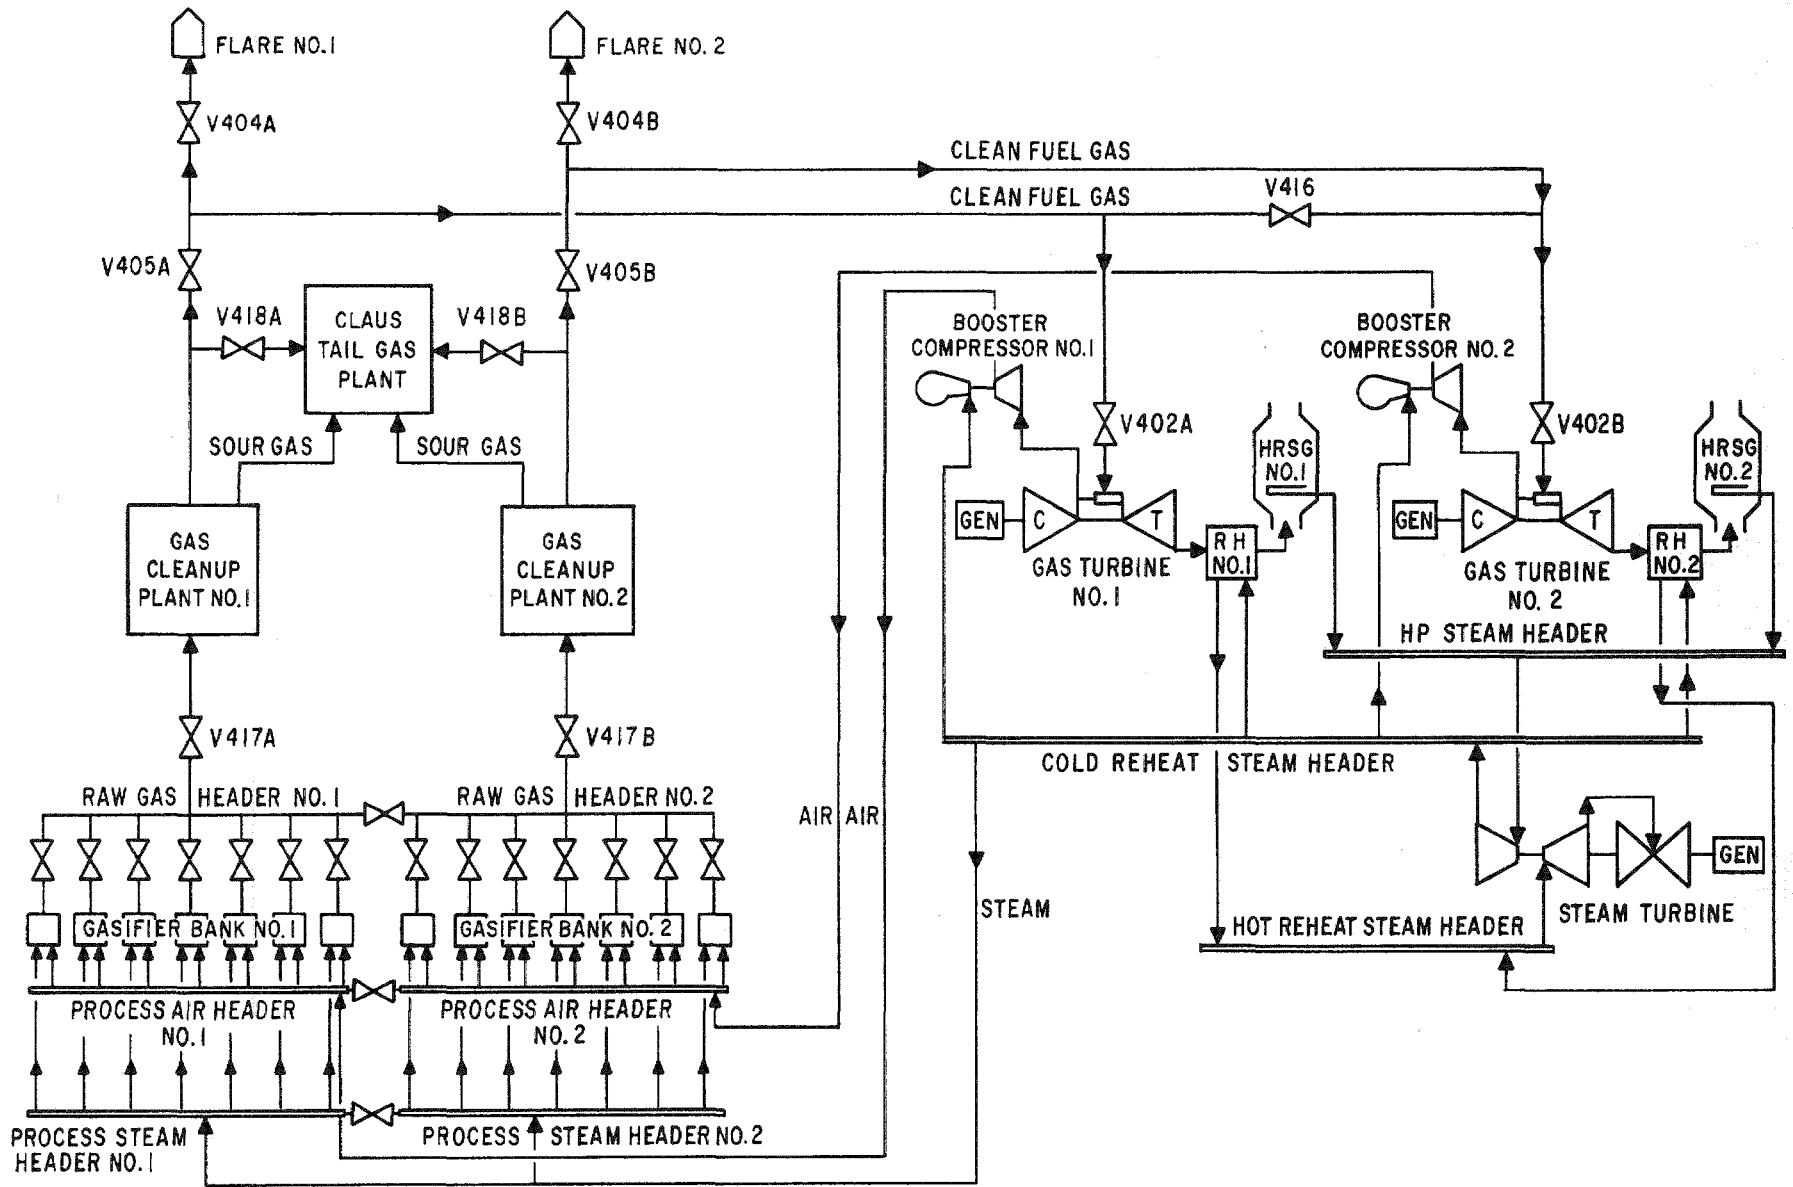 FLARE NO.1
FLARE NO. 2
V404A
V404B
CLEAN FUEL GAS
V416
CLEAN FUEL GAS
V405A
V405B
V418A
V418B
CLAUS
TAIL GAS
PLANT
BOOSTER
COMPRESSOR NO.1
BOOSTER
COMPRESSOR NO. 2
V402A
V402B
SOUR GAS
SOUR GAS
HRSG
NO.1
HRSG
NO.2
GEN
C
T
GEN
C
T
GAS
CLEANUP
PLANT NO.1
GAS
CLEANUP
PLANT NO.2
RH
NO.1
RH
NO.2
GAS TURBINE
NO. 1
GAS TURBINE
NO. 2
HP STEAM HEADER
V417A
V417B
COLD REHEAT STEAM HEADER
RAW GAS HEADER NO.1
RAW GAS HEADER NO.2
AIR
AIR
GEN
STEAM
STEAM TURBINE
GASIFIER BANK NO.1
GASIFIER BANK NO. 2
HOT REHEAT STEAM HEADER
PROCESS AIR HEADER
NO.1
PROCESS AIR HEADER
NO. 2
PROCESS STEAM
HEADER NO.1
PROCESS STEAM HEADER NO.2